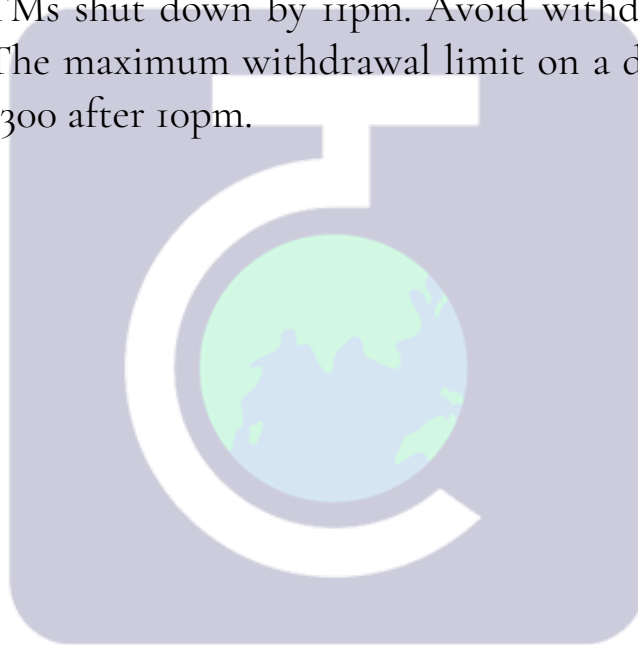 TMs shut down by 11pm. Avoid withd
The maximum withdrawal limit on a d
300 after 10pm.